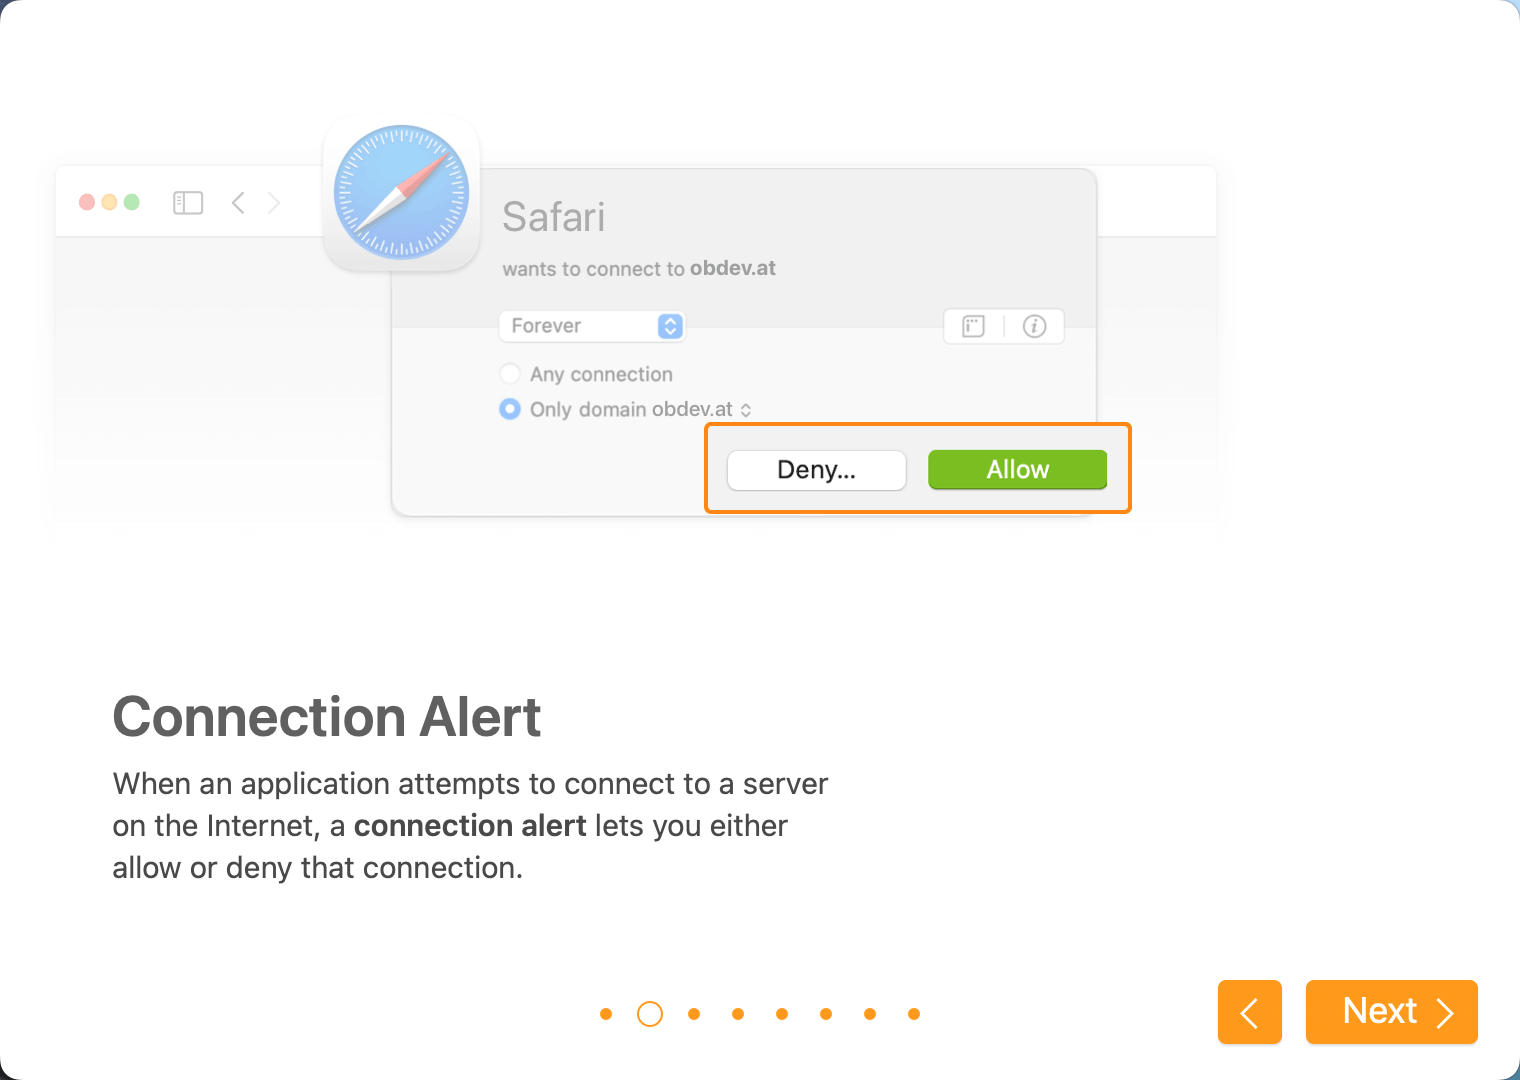 Safari
wants to connect to obdev.at
Forever
Any connection
Only domain obdev.at
Deny...
Allow
Connection Alert
When an application attempts to connect to a server
on the Internet, a connection alert lets you either
allow or deny that connection.
Next